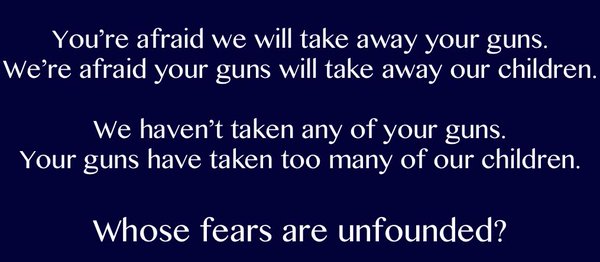 You’re afraid we will take away your guns.
We’re afraid your guns will take away our children.
We haven’t taken any of your guns.
Your guns have taken too many of our children.
Whose fears are unfounded?